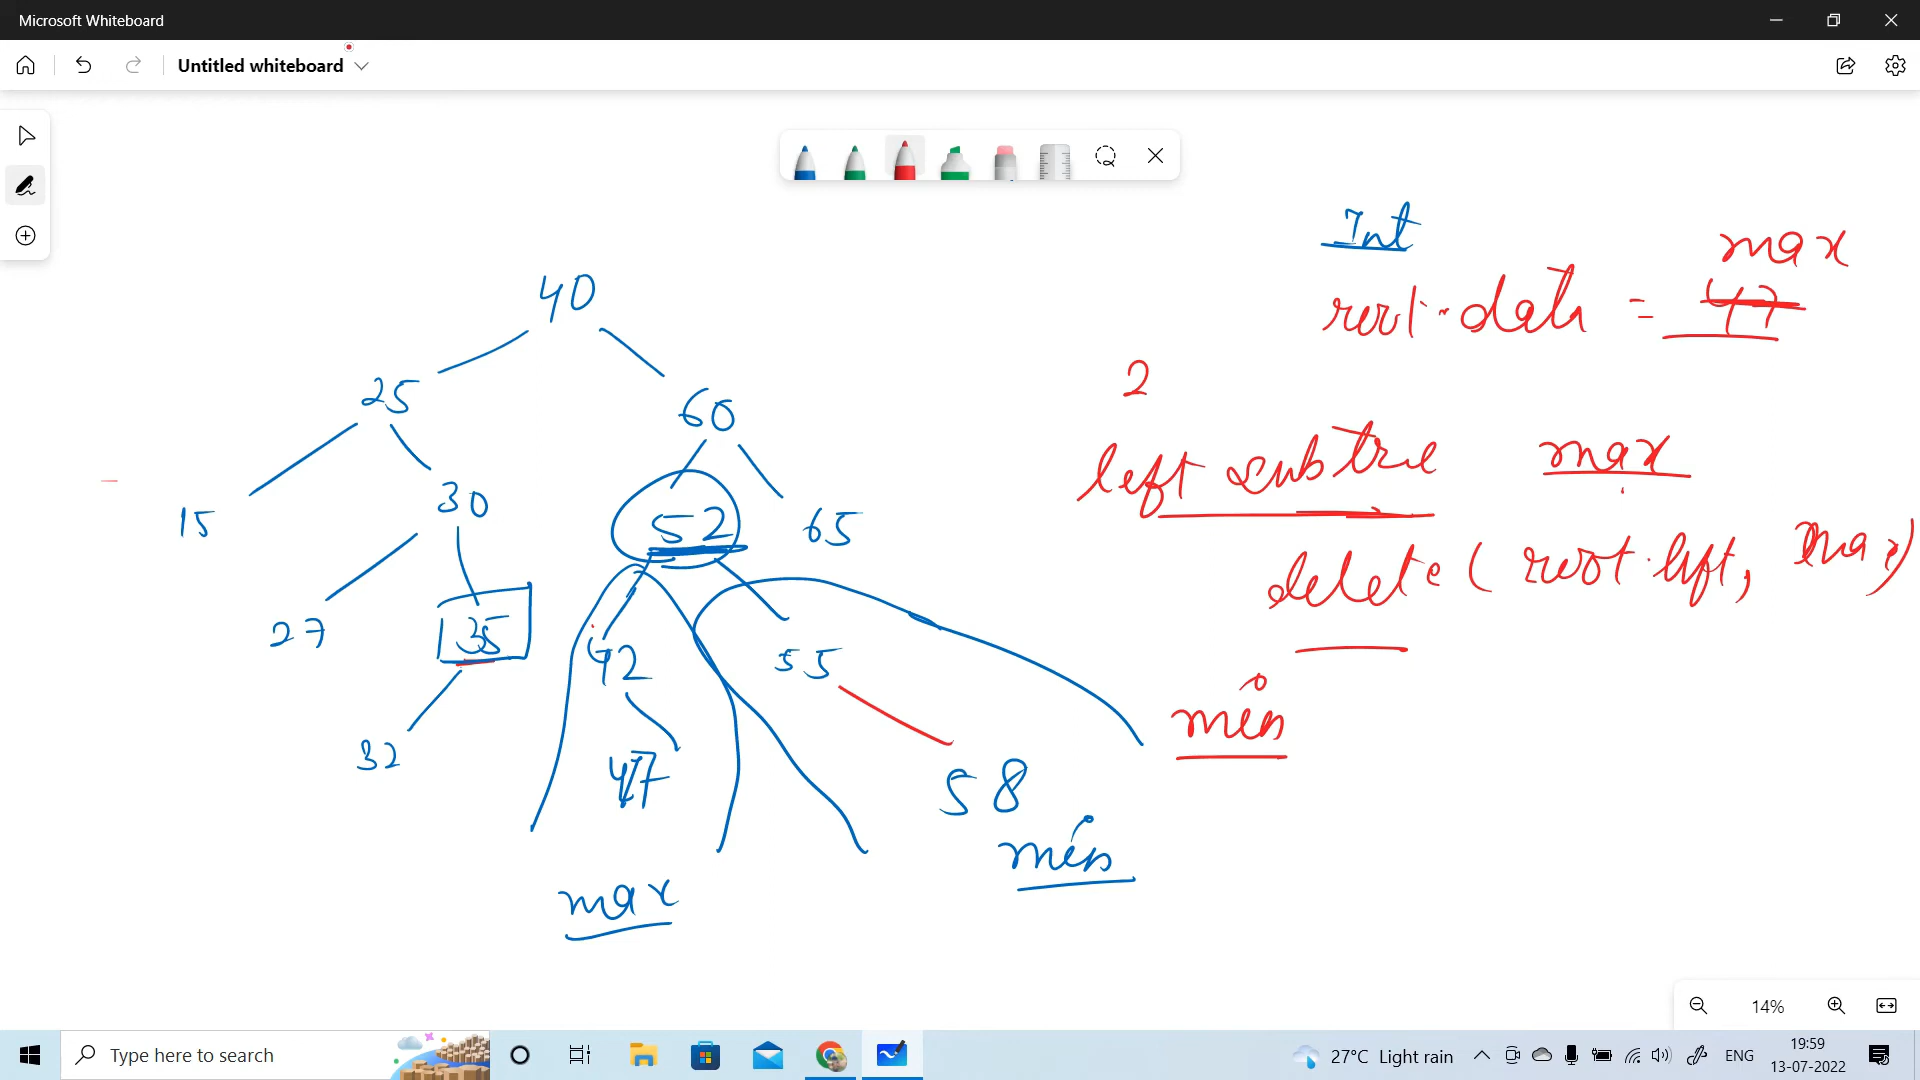 Microsoft Whiteboard
Untitled whiteboard
Int
max
root.data = 47
2
left subtree max
delete ( root.left, max )
min
40
25 60
15 30 52 65
27 35 42 55
32 47 58
min
max
14%
Type here to search
27°C Light rain
ENG
19:59
13-07-2022